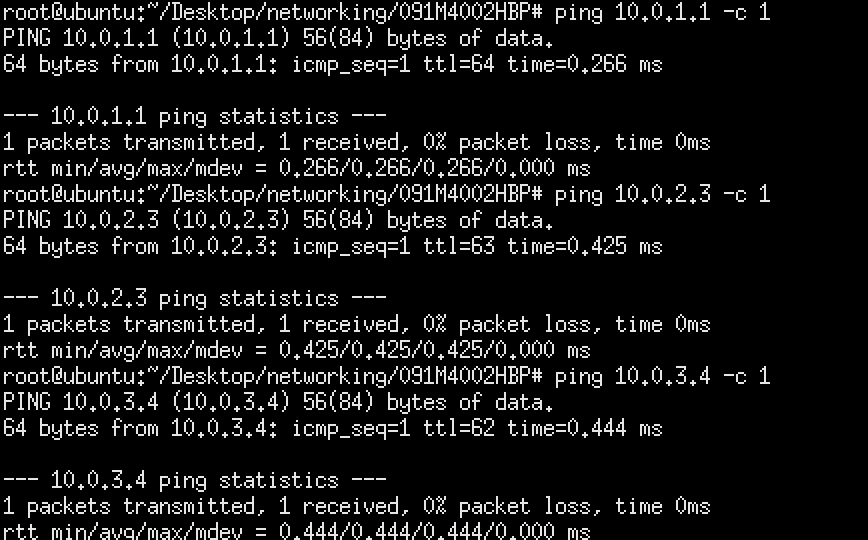 root@ubuntu:~/Desktop/networking/091M4002HBP# ping 10.0.1.1 -c 1
PING 10.0.1.1 (10.0.1.1) 56(84) bytes of data.
64 bytes from 10.0.1.1: icmp_seq=1 ttl=64 time=0.266 ms
--- 10.0.1.1 ping statistics ---
1 packets transmitted, 1 received, 0% packet loss, time 0ms
rtt min/avg/max/mdev = 0.266/0.266/0.266/0.000 ms
root@ubuntu:~/Desktop/networking/091M4002HBP# ping 10.0.2.3 -c 1
PING 10.0.2.3 (10.0.2.3) 56(84) bytes of data.
64 bytes from 10.0.2.3: icmp_seq=1 ttl=63 time=0.425 ms
--- 10.0.2.3 ping statistics ---
1 packets transmitted, 1 received, 0% packet loss, time 0ms
rtt min/avg/max/mdev = 0.425/0.425/0.425/0.000 ms
root@ubuntu:~/Desktop/networking/091M4002HBP# ping 10.0.3.4 -c 1
PING 10.0.3.4 (10.0.3.4) 56(84) bytes of data.
64 bytes from 10.0.3.4: icmp_seq=1 ttl=62 time=0.444 ms
--- 10.0.3.4 ping statistics ---
1 packets transmitted, 1 received, 0% packet loss, time 0ms
rtt min/avg/max/mdev = 0.444/0.444/0.444/0.000 ms